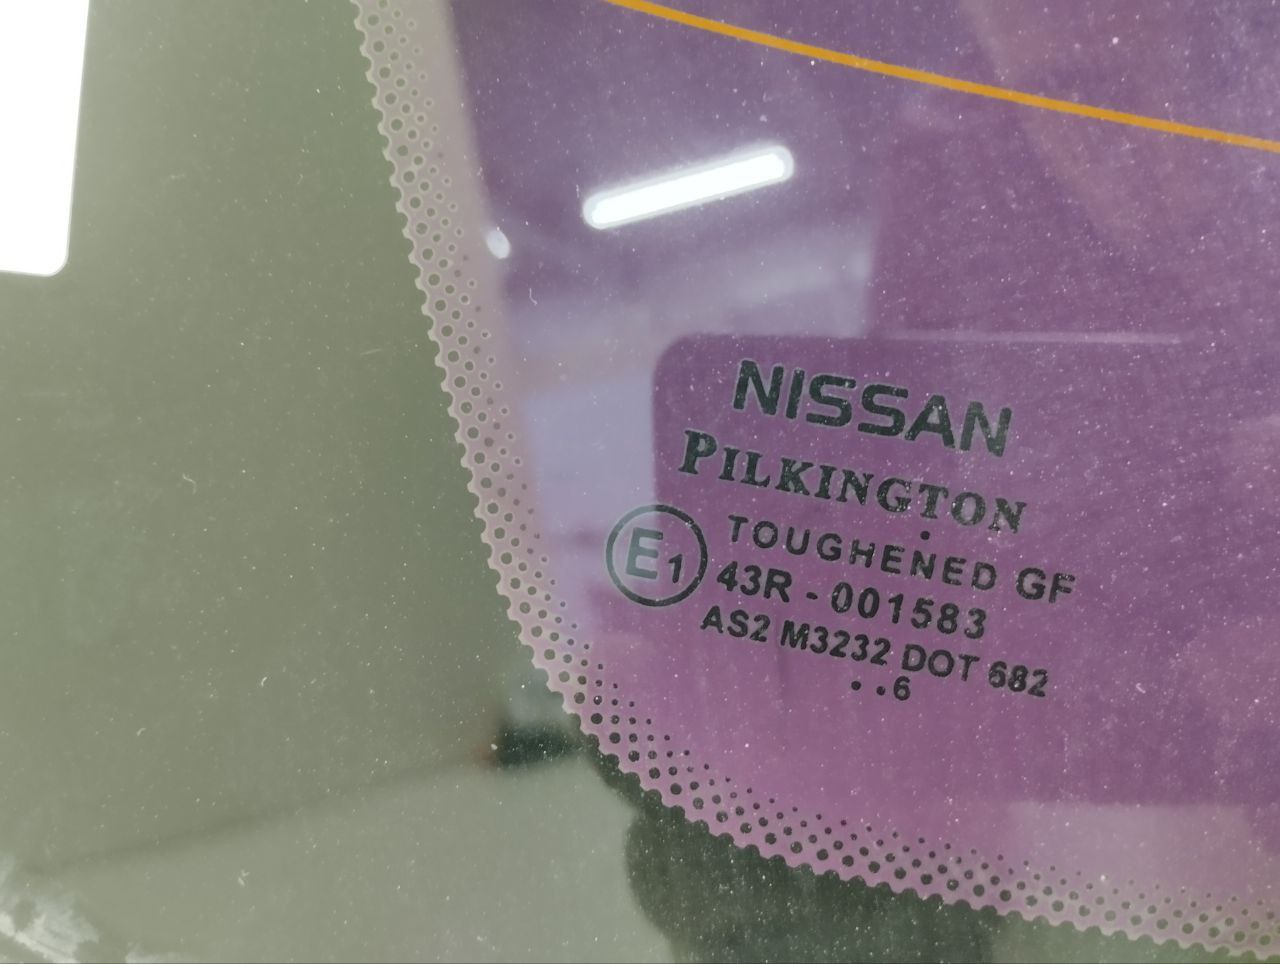 NISSAN
PILKINGTON
TOUGHENED GF
E1 43R - 001583
AS2 M3232 DOT 682
. . 6